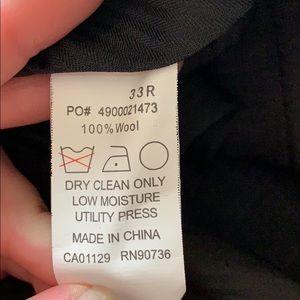 33R
PO# 4900021473
100% Wool
DRY CLEAN ONLY
LOW MOISTURE
UTILITY PRESS
MADE IN CHINA
CA01129 RN90736